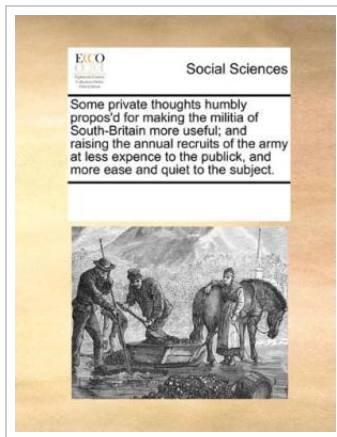 ECCO
Social Sciences
Some private thoughts humbly
propos'd for making the militia of
South-Britain more useful; and
raising the annual recruits of the army
at less expence to the publick, and
more ease and quiet to the subject.